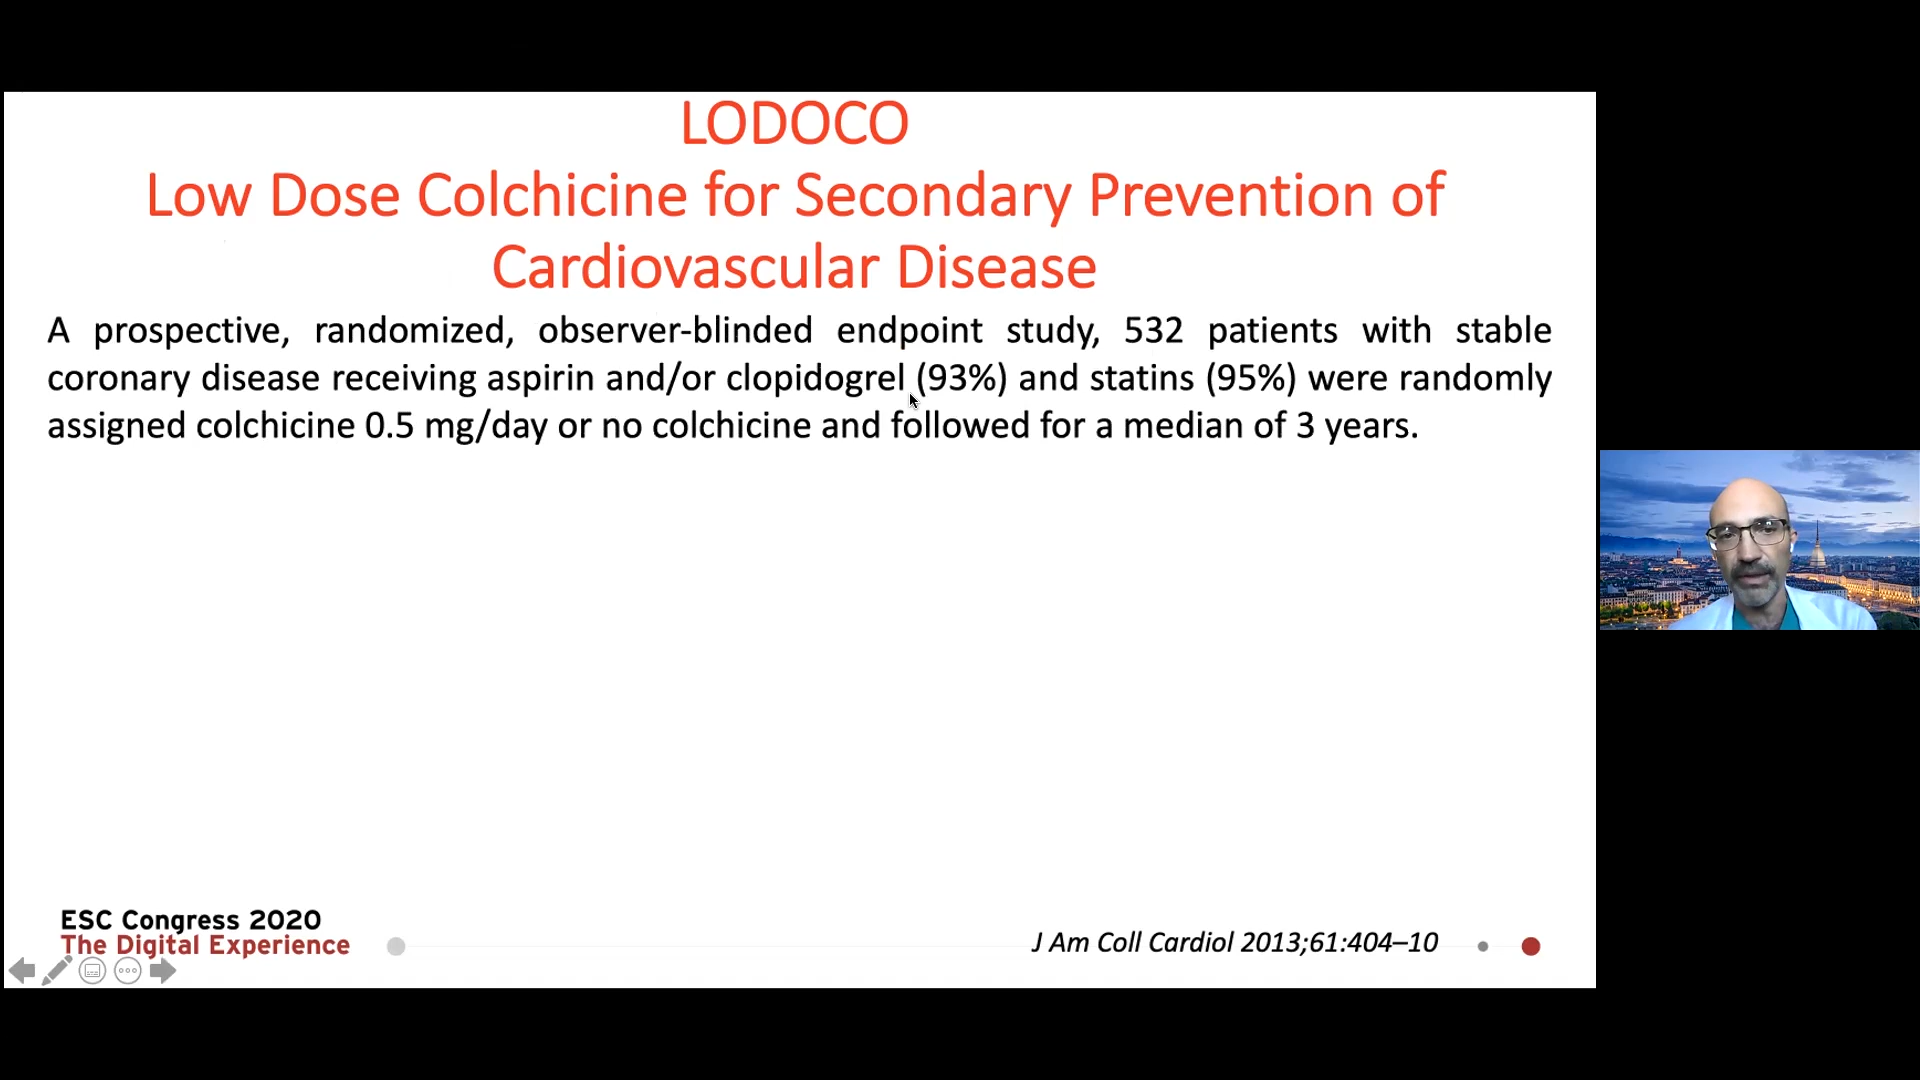 LODOCO
Low Dose Colchicine for Secondary Prevention of
Cardiovascular Disease
A prospective, randomized, observer-blinded endpoint study, 532 patients with stable
coronary disease receiving aspirin and/or clopidogrel (93%) and statins (95%) were randomly
assigned colchicine 0.5 mg/day or no colchicine and followed for a median of 3 years.
ESC Congress 2020
The Digital Experience
J Am Coll Cardiol 2013;61:404–10